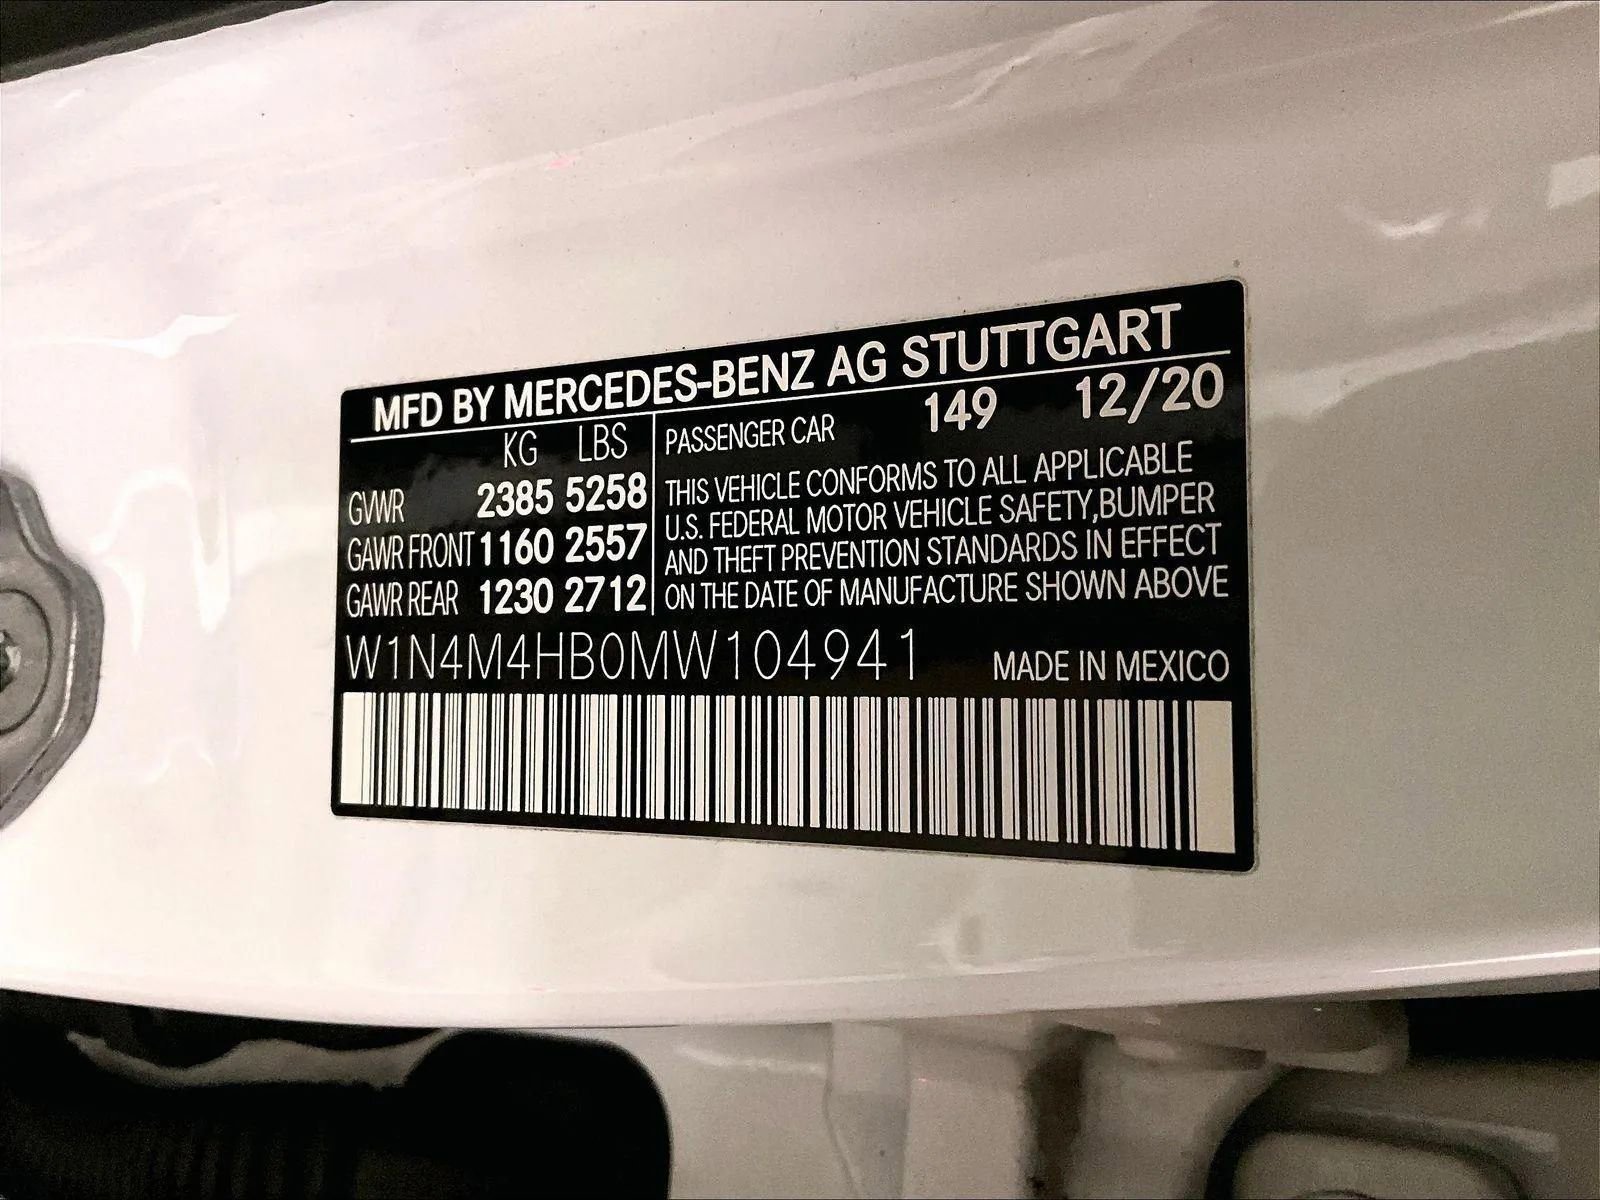 MFD BY MERCEDES-BENZ AG STUTTGART
KG LBS
GVWR 2385 5258
GAWR FRONT 1160 2557
GAWR REAR 1230 2712
PASSENGER CAR 149 12/20
THIS VEHICLE CONFORMS TO ALL APPLICABLE
U.S. FEDERAL MOTOR VEHICLE SAFETY,BUMPER
AND THEFT PREVENTION STANDARDS IN EFFECT
ON THE DATE OF MANUFACTURE SHOWN ABOVE
W1N4M4HB0MW104941 MADE IN MEXICO